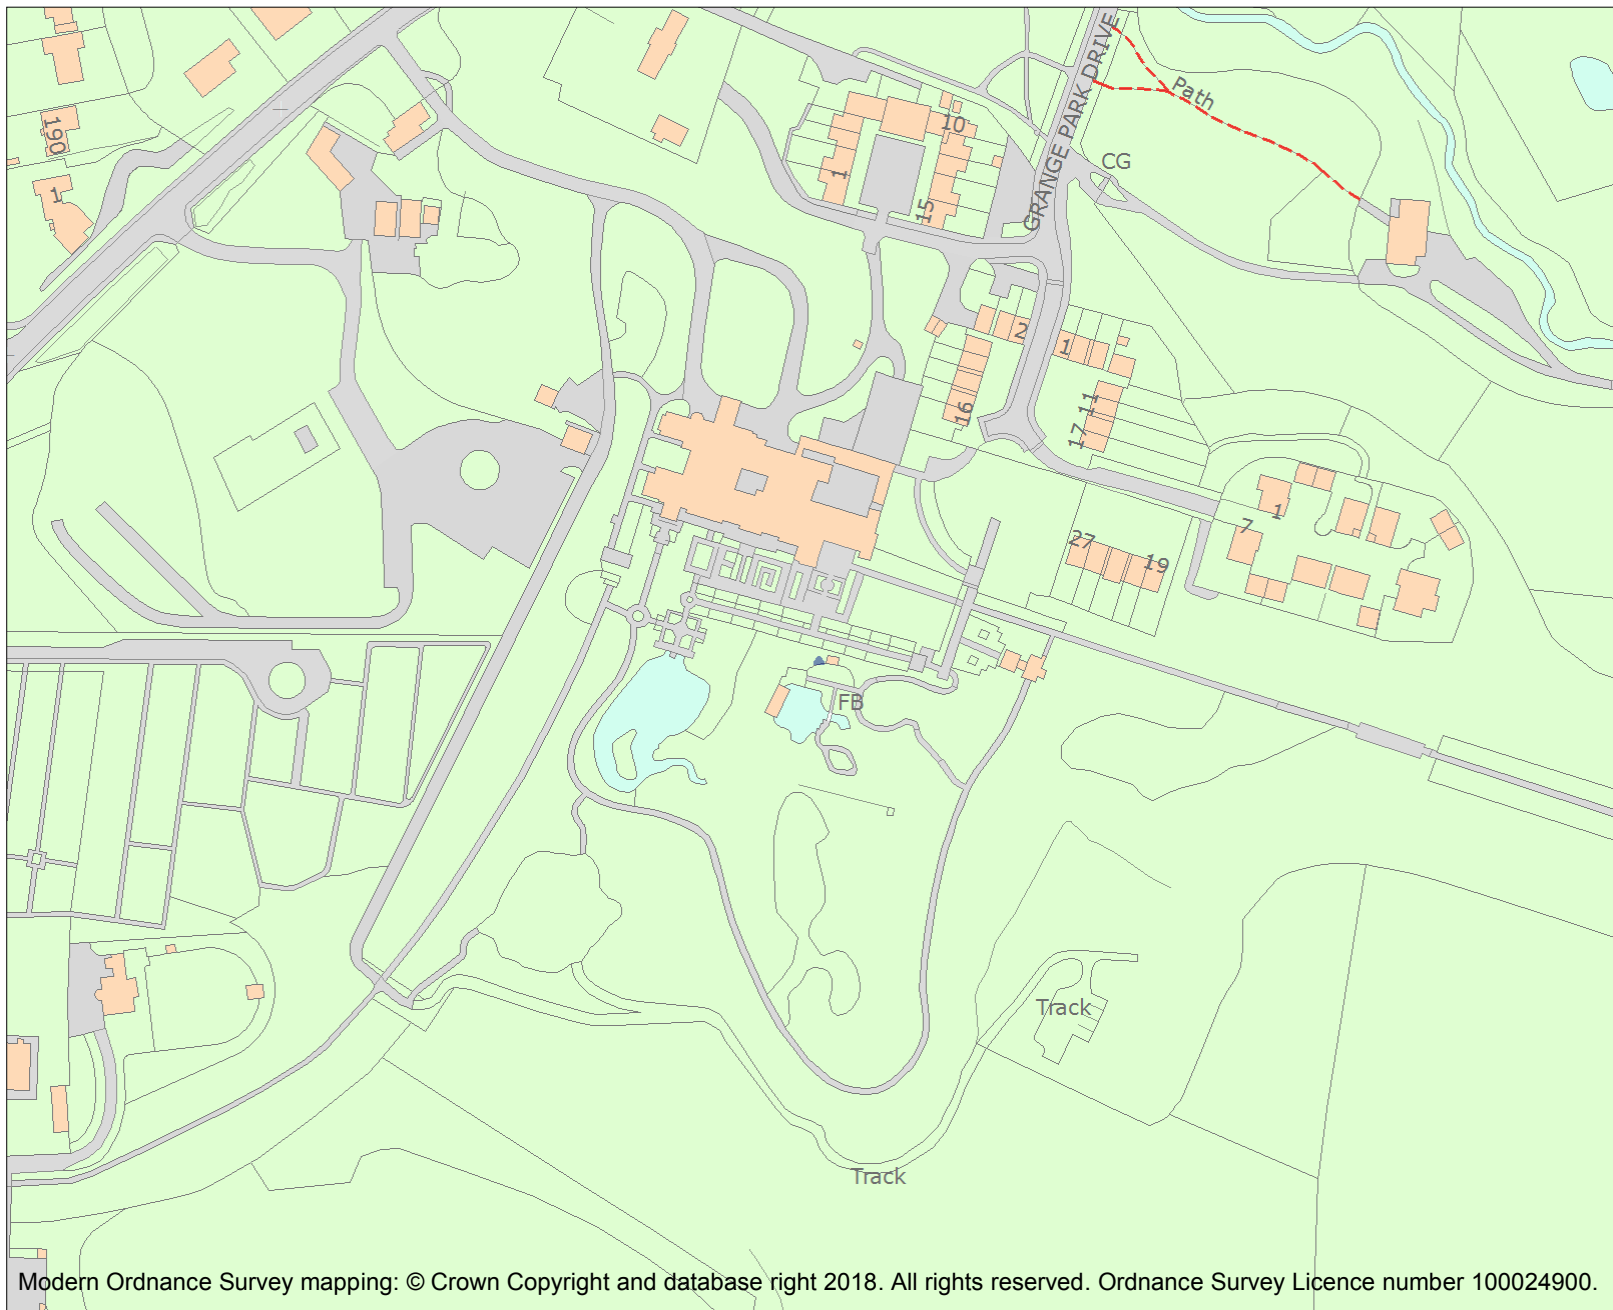 GRANGE PARK DRIVE
Path
190
10
CG
1
1
15
2
1
16
11
17
1
7
27
19
FB
Track
Track
Modern Ordnance Survey mapping: © Crown Copyright and database right 2018. All rights reserved. Ordnance Survey Licence number 100024900.